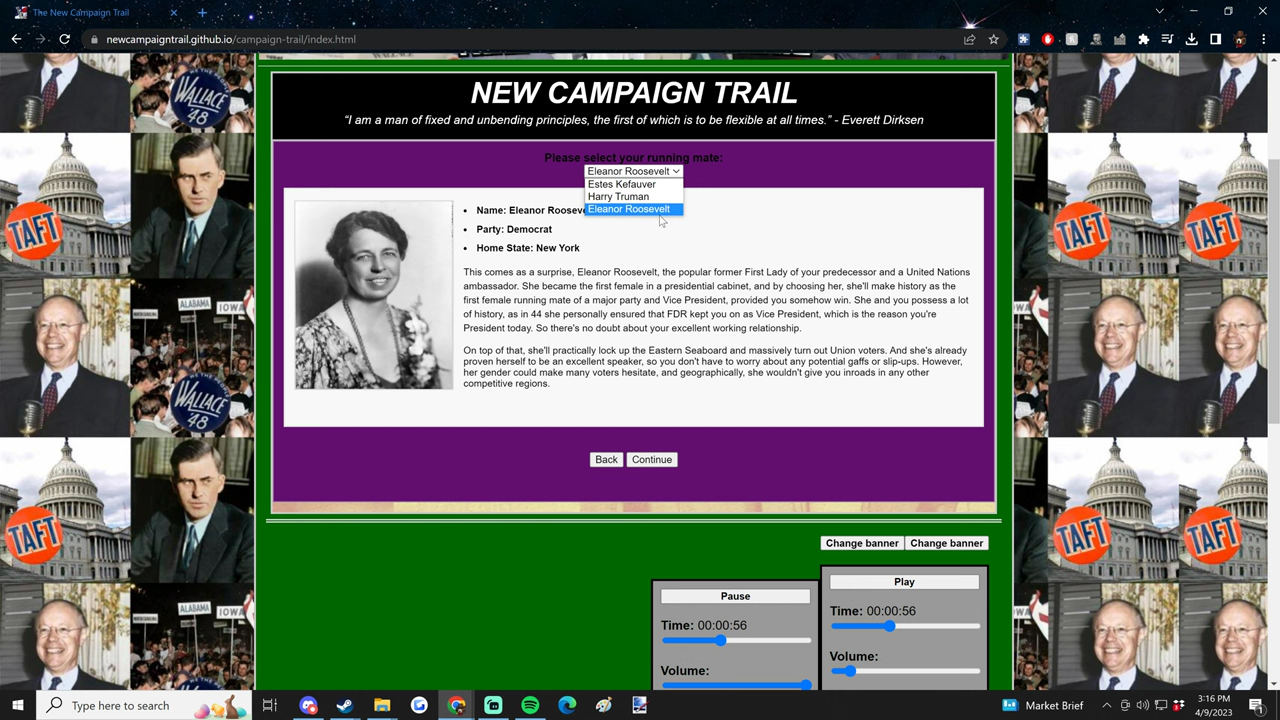 The New Campaign Trail
newcampaigntrail.github.io/campaign-trail/index.html
NEW CAMPAIGN TRAIL
“I am a man of fixed and unbending principles, the first of which is to be flexible at all times.” - Everett Dirksen
Please select your running mate:
Eleanor Roosevelt
Estes Kefauver
Harry Truman
Eleanor Roosevelt
Name: Eleanor Roosev
Party: Democrat
Home State: New York
This comes as a surprise, Eleanor Roosevelt, the popular former First Lady of your predecessor and a United Nations
ambassador. She became the first female in a presidential cabinet, and by choosing her, she'll make history as the
first female running mate of a major party and Vice President, provided you somehow win. She and you possess a lot
of history, as in 44 she personally ensured that FDR kept you on as Vice President, which is the reason you're
President today. So there's no doubt about your excellent working relationship.
On top of that, she'll practically lock up the Eastern Seaboard and massively turn out Union voters. And she's already
proven herself to be an excellent speaker, so you don't have to worry about any potential gaffs or slip-ups. However,
her gender could make many voters hesitate, and geographically, she wouldn't give you inroads in any other
competitive regions.
Back Continue
Change banner Change banner
Pause
Time: 00:00:56
Volume:
Play
Time: 00:00:56
Volume:
WALLACE '48
ALABAMA
IOWA
TAFT
TAFT
TAFT
WALLACE 48
ALABAMA
IOWA
TAFT
TAFT
TAFT
Type here to search
Market Brief
3:16 PM
4/9/2023
1